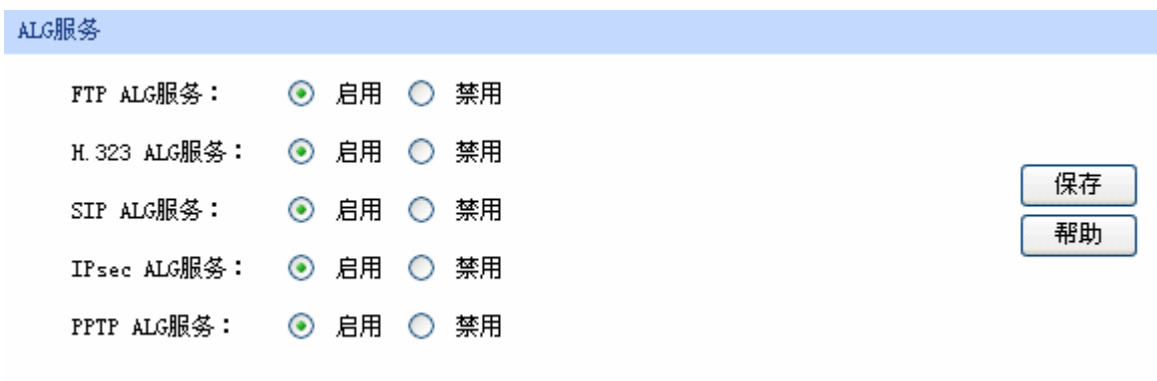 ALG服务
FTP ALG服务： 启用 禁用
H.323 ALG服务： 启用 禁用
SIP ALG服务： 启用 禁用
IPsec ALG服务： 启用 禁用
PPTP ALG服务： 启用 禁用
保存
帮助